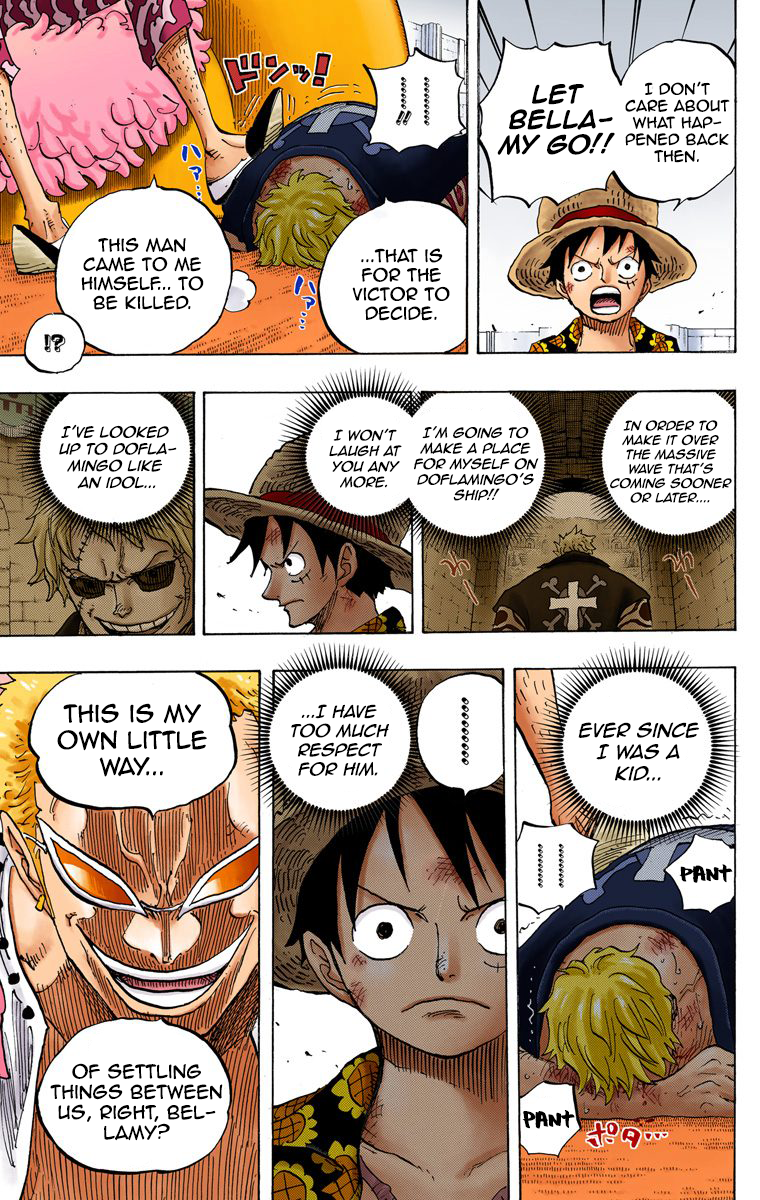 I DON'T
CARE ABOUT
WHAT HAP-
PENED BACK
THEN.
LET
BELLA-
MY GO!!
.........!!
ドンッ!
ハァ…
ハァ…
...THAT IS
FOR THE
VICTOR TO
DECIDE.
THIS MAN
CAME TO ME
HIMSELF... TO
BE KILLED.
!?
IN ORDER TO
MAKE IT OVER
THE MASSIVE
WAVE THAT'S
COMING SOONER
OR LATER....
I'M GOING TO
MAKE A PLACE
FOR MYSELF ON
DOFLAMINGO'S
SHIP!!
I WON'T
LAUGH AT
YOU ANY
MORE.
I'VE LOOKED
UP TO DOFLA-
MINGO LIKE
AN IDOL...
EVER SINCE
I WAS A
KID...
PANT
PANT
ポタ…
...I HAVE
TOO MUCH
RESPECT
FOR HIM.
THIS IS MY
OWN LITTLE
WAY...
OF SETTLING
THINGS BETWEEN
US, RIGHT, BEL-
LAMY?